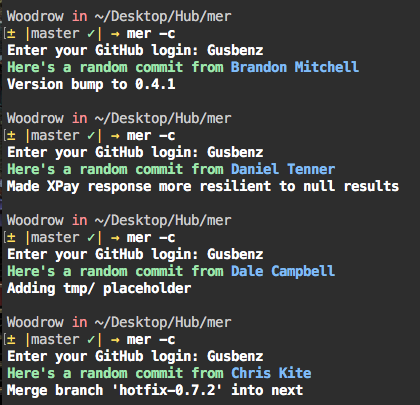 Woodrow in ~/Desktop/Hub/mer
[± |master ✓| → mer -c
Enter your GitHub login: Gusbenz
Here's a random commit from Brandon Mitchell
Version bump to 0.4.1
Woodrow in ~/Desktop/Hub/mer
[± |master ✓| → mer -c
Enter your GitHub login: Gusbenz
Here's a random commit from Daniel Tenner
Made XPay response more resilient to null results
Woodrow in ~/Desktop/Hub/mer
[± |master ✓| → mer -c
Enter your GitHub login: Gusbenz
Here's a random commit from Dale Campbell
Adding tmp/ placeholder
Woodrow in ~/Desktop/Hub/mer
[± |master ✓| → mer -c
Enter your GitHub login: Gusbenz
Here's a random commit from Chris Kite
Merge branch 'hotfix-0.7.2' into next